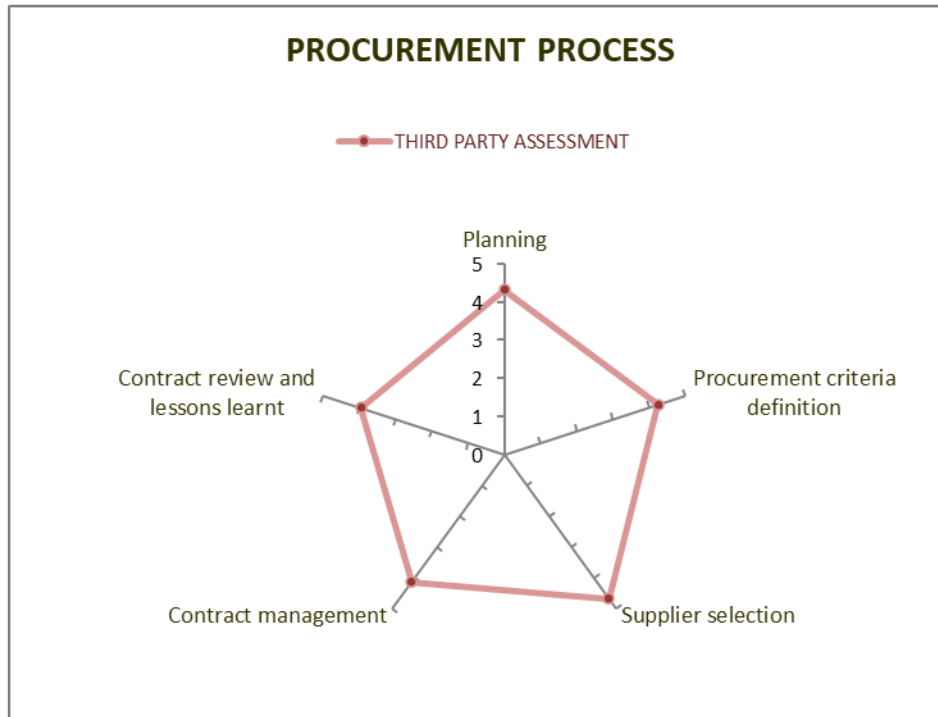 PROCUREMENT PROCESS
THIRD PARTY ASSESSMENT
Planning
5
4
3
2
1
0
Contract review and
lessons learnt
Procurement criteria
definition
Contract management
Supplier selection